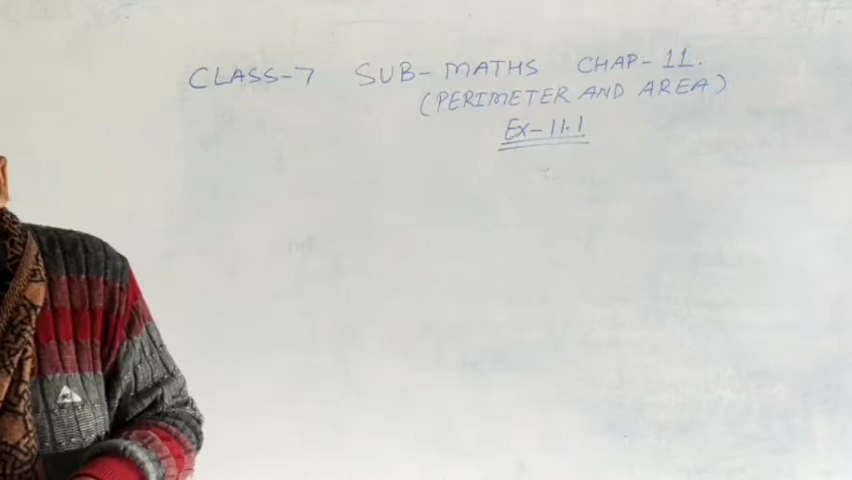 CLASS-7 SUB-MATHS CHAP-11.
(PERIMETER AND AREA)
Ex-11.1